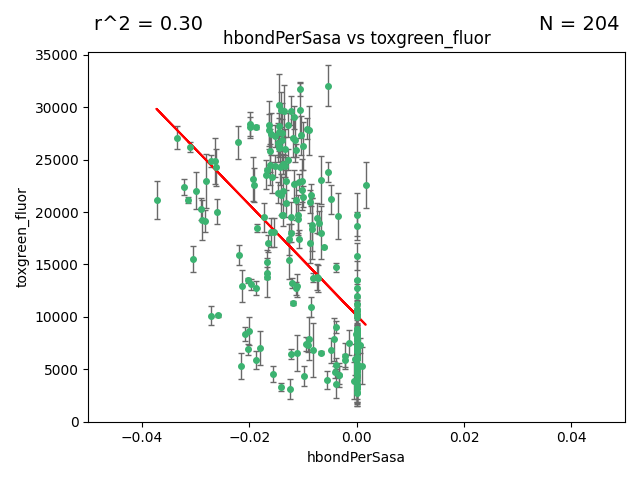 r^2 = 0.30
N = 204
hbondPerSasa vs toxgreen_fluor
35000
30000
25000
20000
15000
10000
5000
0
toxgreen_fluor
−0.04
−0.02
0.00
0.02
0.04
hbondPerSasa